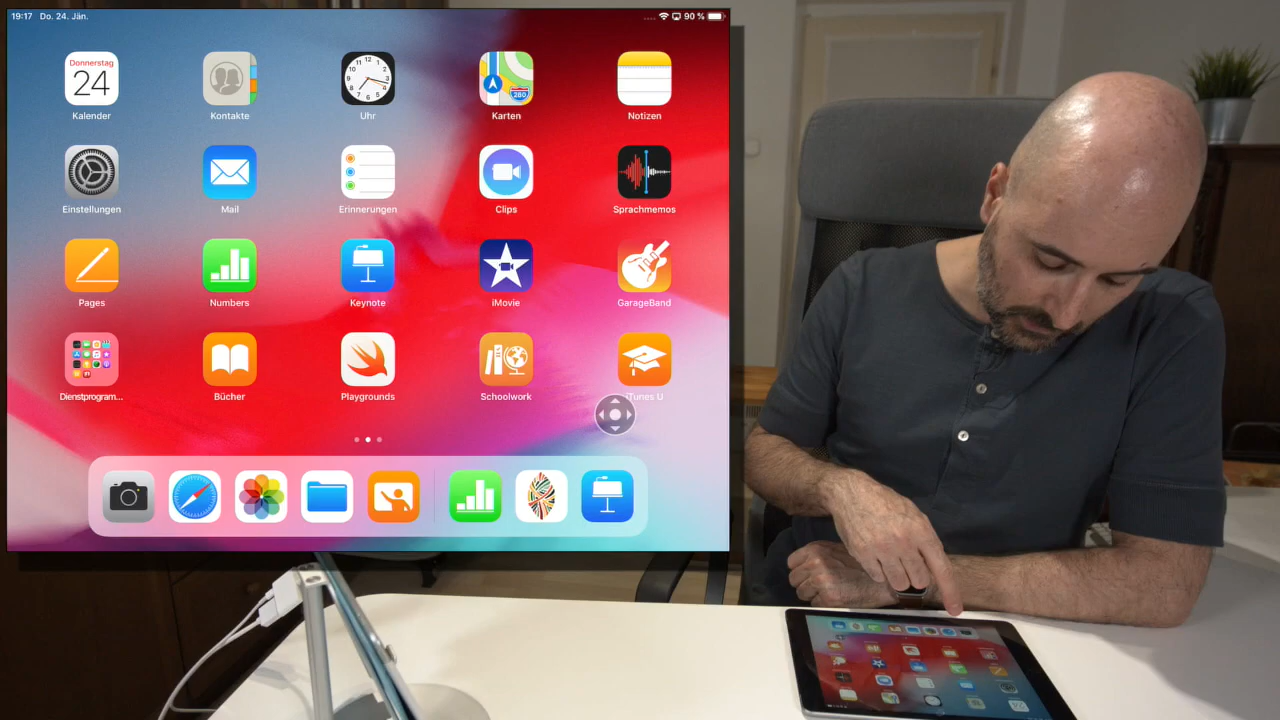 19:17 Do. 24. Jän. 90 %
Donnerstag
24
12
Kalender Kontakte Uhr Karten Notizen
280
Einstellungen Mail Erinnerungen Clips Sprachmemos
Pages Numbers Keynote iMovie GarageBand
Dienstprogram... Bücher Playgrounds Schoolwork iTunes U